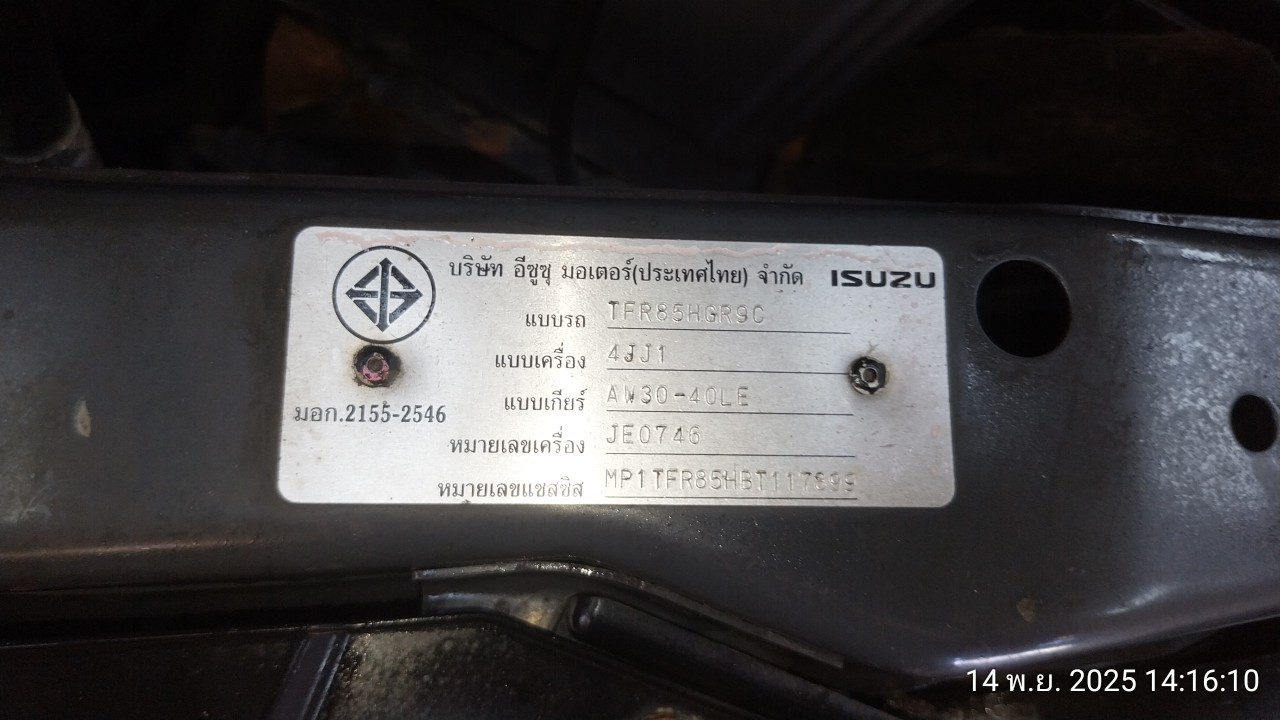 บริษัท อีซูซุ มอเตอร์(ประเทศไทย) จำกัด ISUZU
แบบรถ TFR85HGR9C
แบบเครื่อง 4JJ1
แบบเกียร์ AW30-40LE
มอก.2155-2546
หมายเลขเครื่อง JE0746
หมายเลขแชสซิส MP1TFR85HBT117899
14 พ.ย. 2025 14:16:10